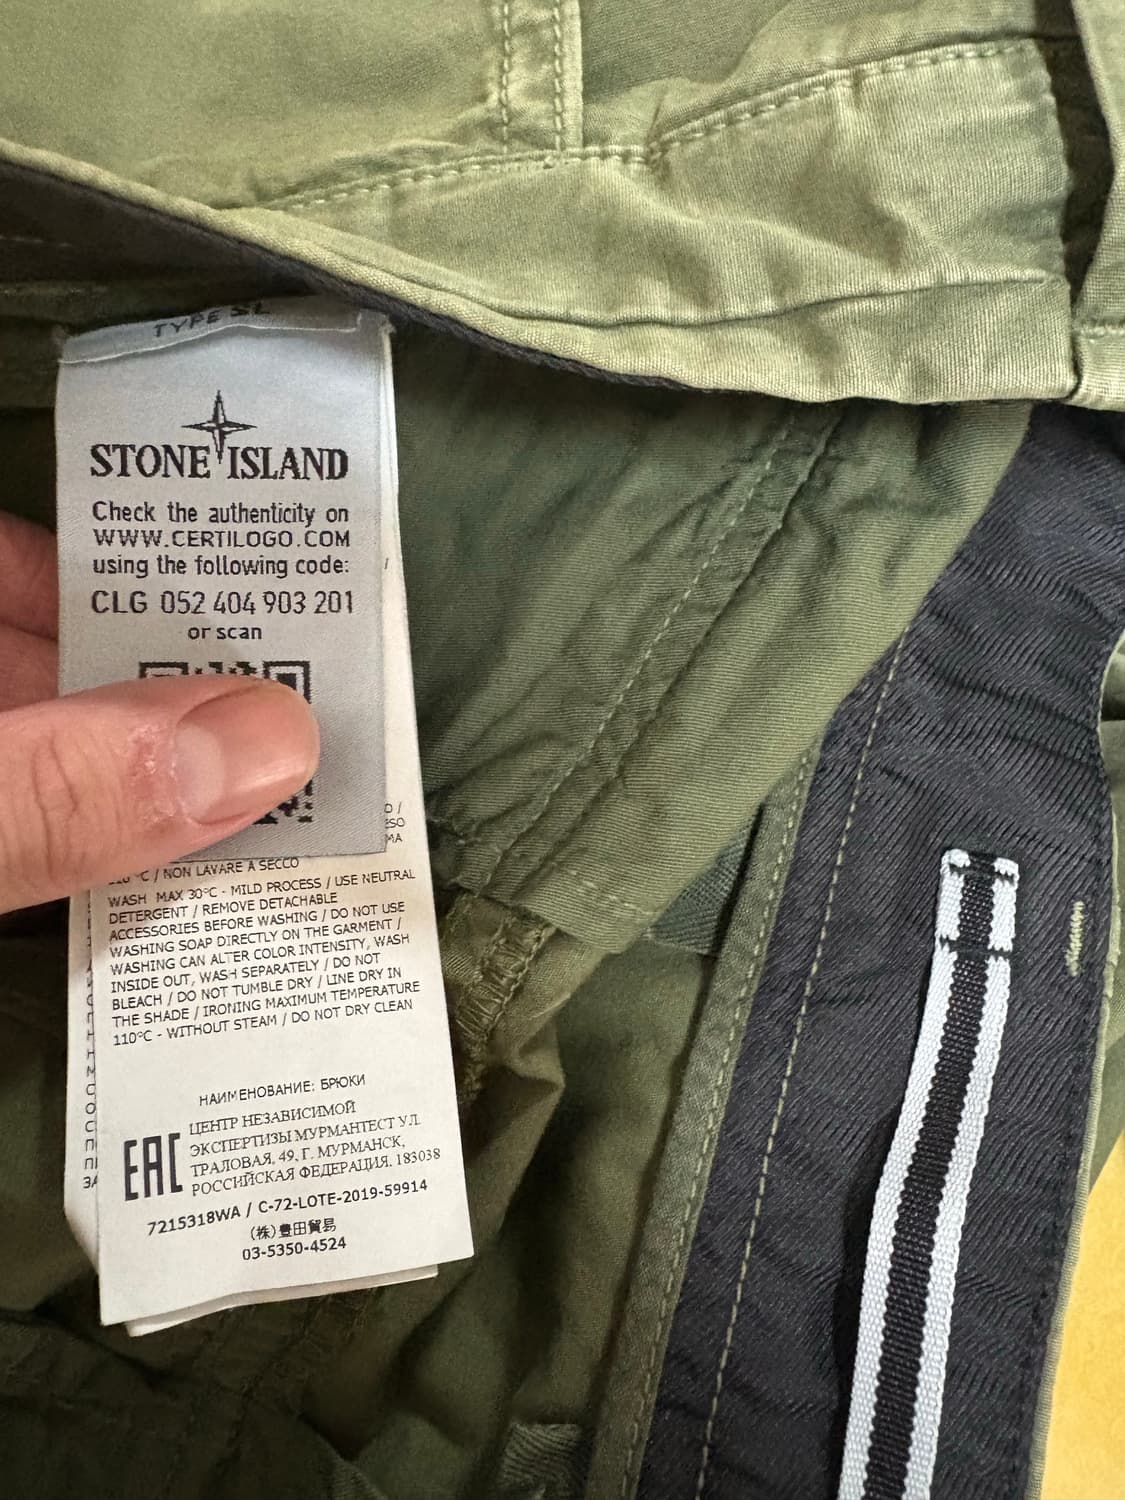 TYPE SL
STONE ISLAND
Check the authenticity on
WWW.CERTILOGO.COM
using the following code:
CLG 052 404 903 201
or scan
°C / NON LAVARE A SECCO
WASH MAX 30°C - MILD PROCESS / USE NEUTRAL
DETERGENT / REMOVE DETACHABLE
ACCESSORIES BEFORE WASHING / DO NOT USE
WASHING SOAP DIRECTLY ON THE GARMENT /
WASHING CAN ALTER COLOR INTENSITY, WASH
INSIDE OUT, WASH SEPARATELY / DO NOT
BLEACH / DO NOT TUMBLE DRY / LINE DRY IN
THE SHADE / IRONING MAXIMUM TEMPERATURE
110°C - WITHOUT STEAM / DO NOT DRY CLEAN
НАИМЕНОВАНИЕ: БРЮКИ
EAC
ЦЕНТР НЕЗАВИСИМОЙ
ЭКСПЕРТИЗЫ МУРМАНТЕСТ УЛ.
ТРАЛОВАЯ, 49, Г. МУРМАНСК,
РОССИЙСКАЯ ФЕДЕРАЦИЯ. 183038
7215318WA / C-72-LOTE-2019-59914
(株)豊田貿易
03-5350-4524